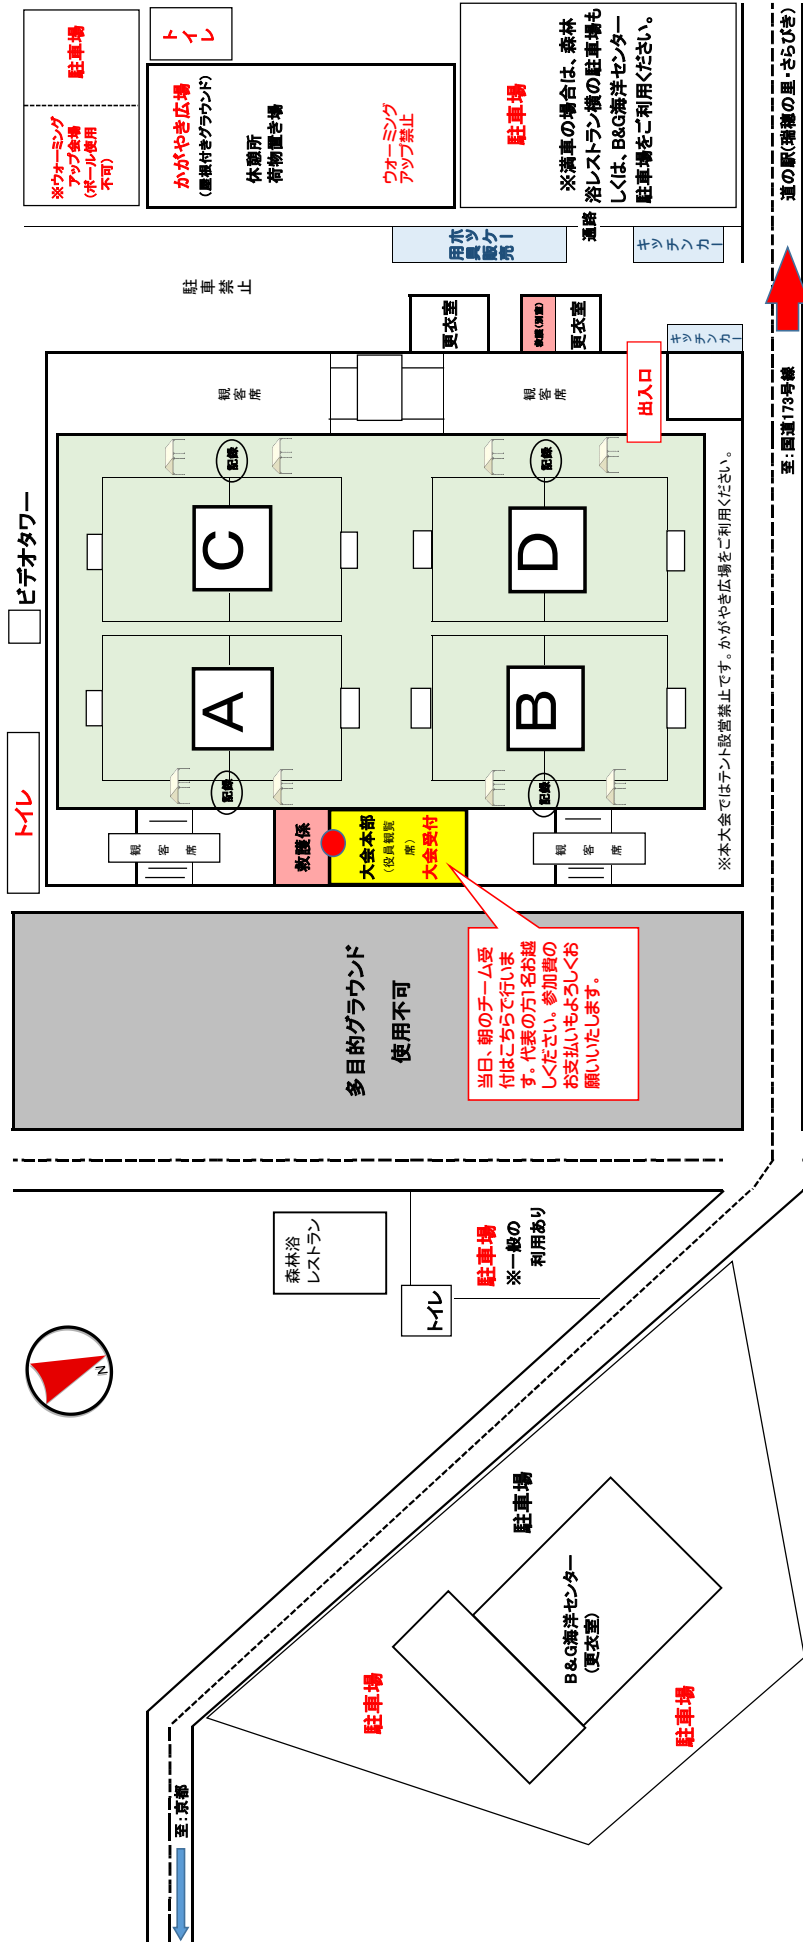 ビデオタワー
トイレ
※ウォーミング
アップ会場
(ボール使用
不可)
駐車場
トイレ
かがやき広場
(屋根付きグラウンド)
休憩所
荷物置き場
ウォーミング
アップ禁止
駐車場
※満車の場合は、森林
浴レストラン横の駐車場も
しくは、B&G海洋センター
駐車場をご利用ください。
駐車禁止
ホッケー
用具販売
通路
キッチンカー
更衣室
救護(別室)
更衣室
キッチンカー
出入口
観客席
観客席
記録
記録
C
D
A
B
記録
記録
観客席
救護係
大会本部
(役員観覧
席)
大会受付
観客席
※本大会ではテント設営禁止です。かがやき広場をご利用ください。
多目的グラウンド
使用不可
当日、朝のチーム受
付はこちらで行いま
す。代表の方1名お越
しください。参加費の
お支払いもよろしくお
願いいたします。
至:国道173号線
道の駅(瑞穂の里・さらびき)
N
森林浴
レストラン
トイレ
駐車場
※一般の
利用あり
駐車場
B&G海洋センター
(更衣室)
駐車場
駐車場
至:京都